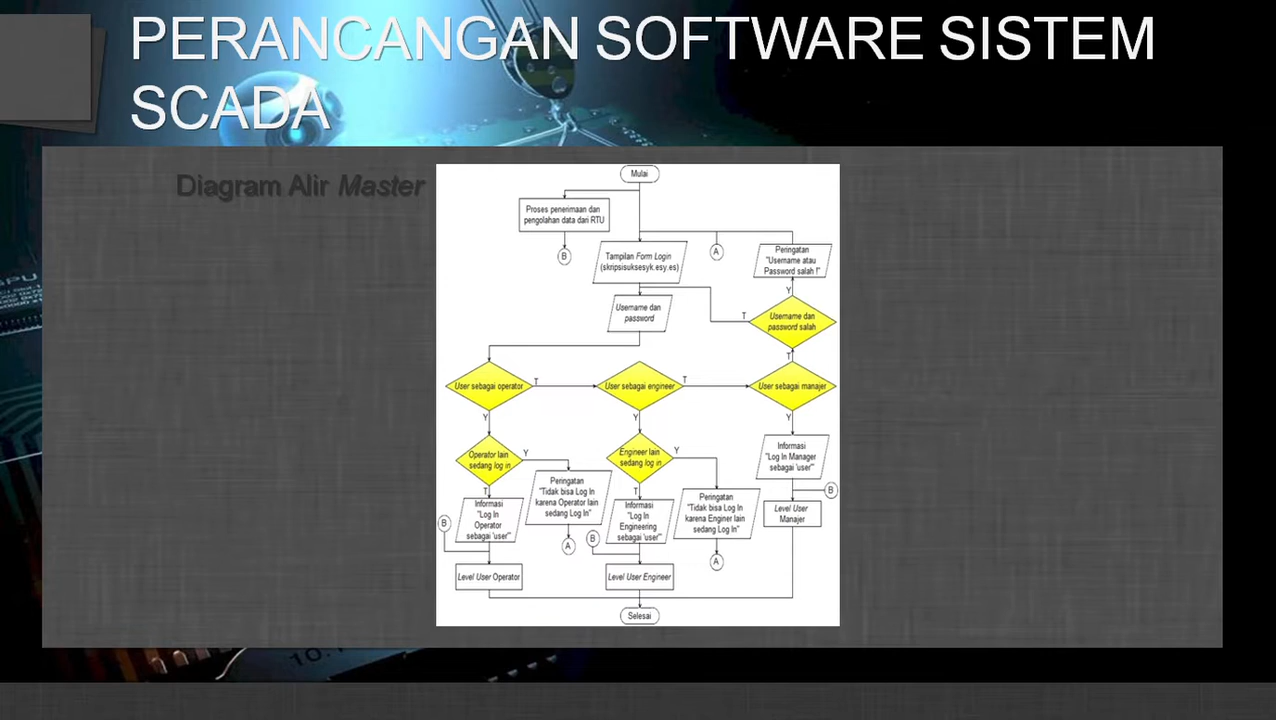 PERANCANGAN SOFTWARE SISTEM
SCADA
Diagram Alir Master
Mulai
Proses penerimaan dan
pengolahan data dari RTU
B
Tampilan Form Login
(skripsisuksesyk.esy.es)
A
Peringatan
"Username atau
Password salah !"
Y
Username dan
password
T
Username dan
password salah
T
User sebagai operator
T
User sebagai engineer
T
User sebagai manajer
Y
Y
Y
Operator lain
sedang log in
Y
Engineer lain
sedang log in
Y
Informasi
"Log In Manager
sebagai 'user'"
T
Peringatan
"Tidak bisa Log In
karena Operator lain
sedang Log In"
T
Peringatan
"Tidak bisa Log In
karena Enginer lain
sedang Log In"
B
Informasi
"Log In
Operator
sebagai 'user'"
Informasi
"Log In
Engineering
sebagai 'user'"
Level User
Manajer
B
A
B
A
Level User Operator
Level User Engineer
Selesai